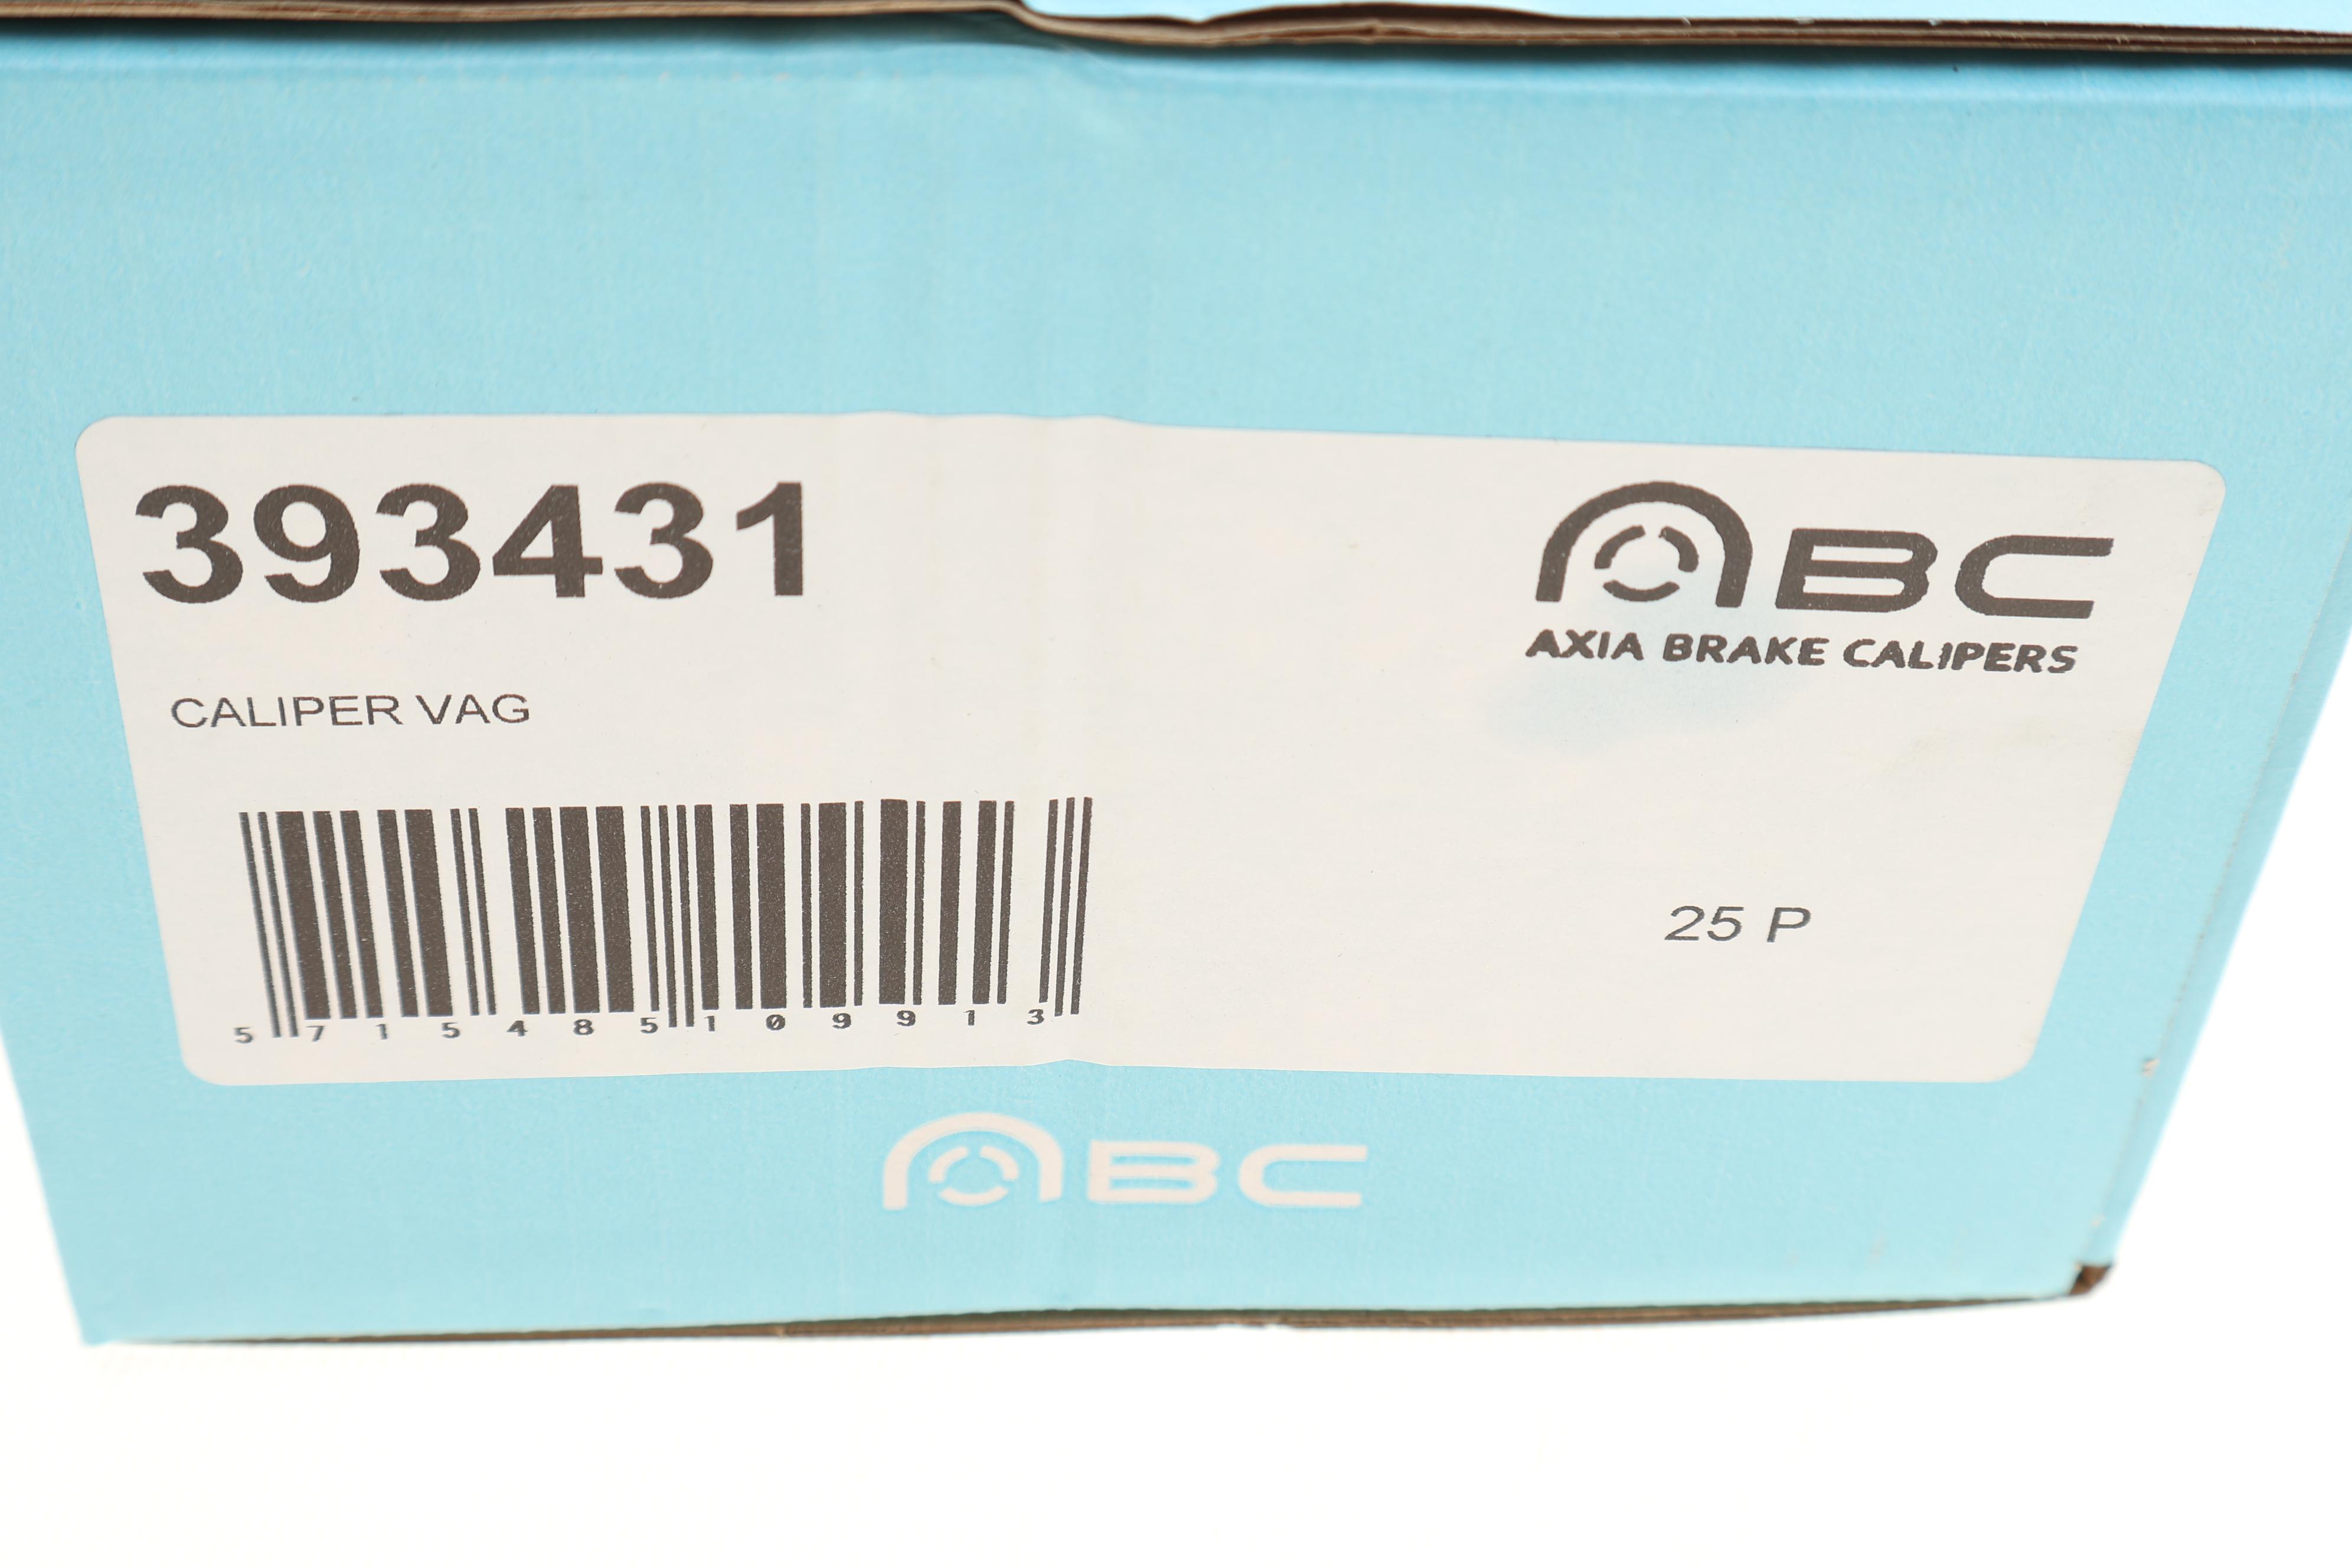 393431
ABC
AXIA BRAKE CALIPERS
CALIPER VAG
25 P
5 715485 109913
ABC